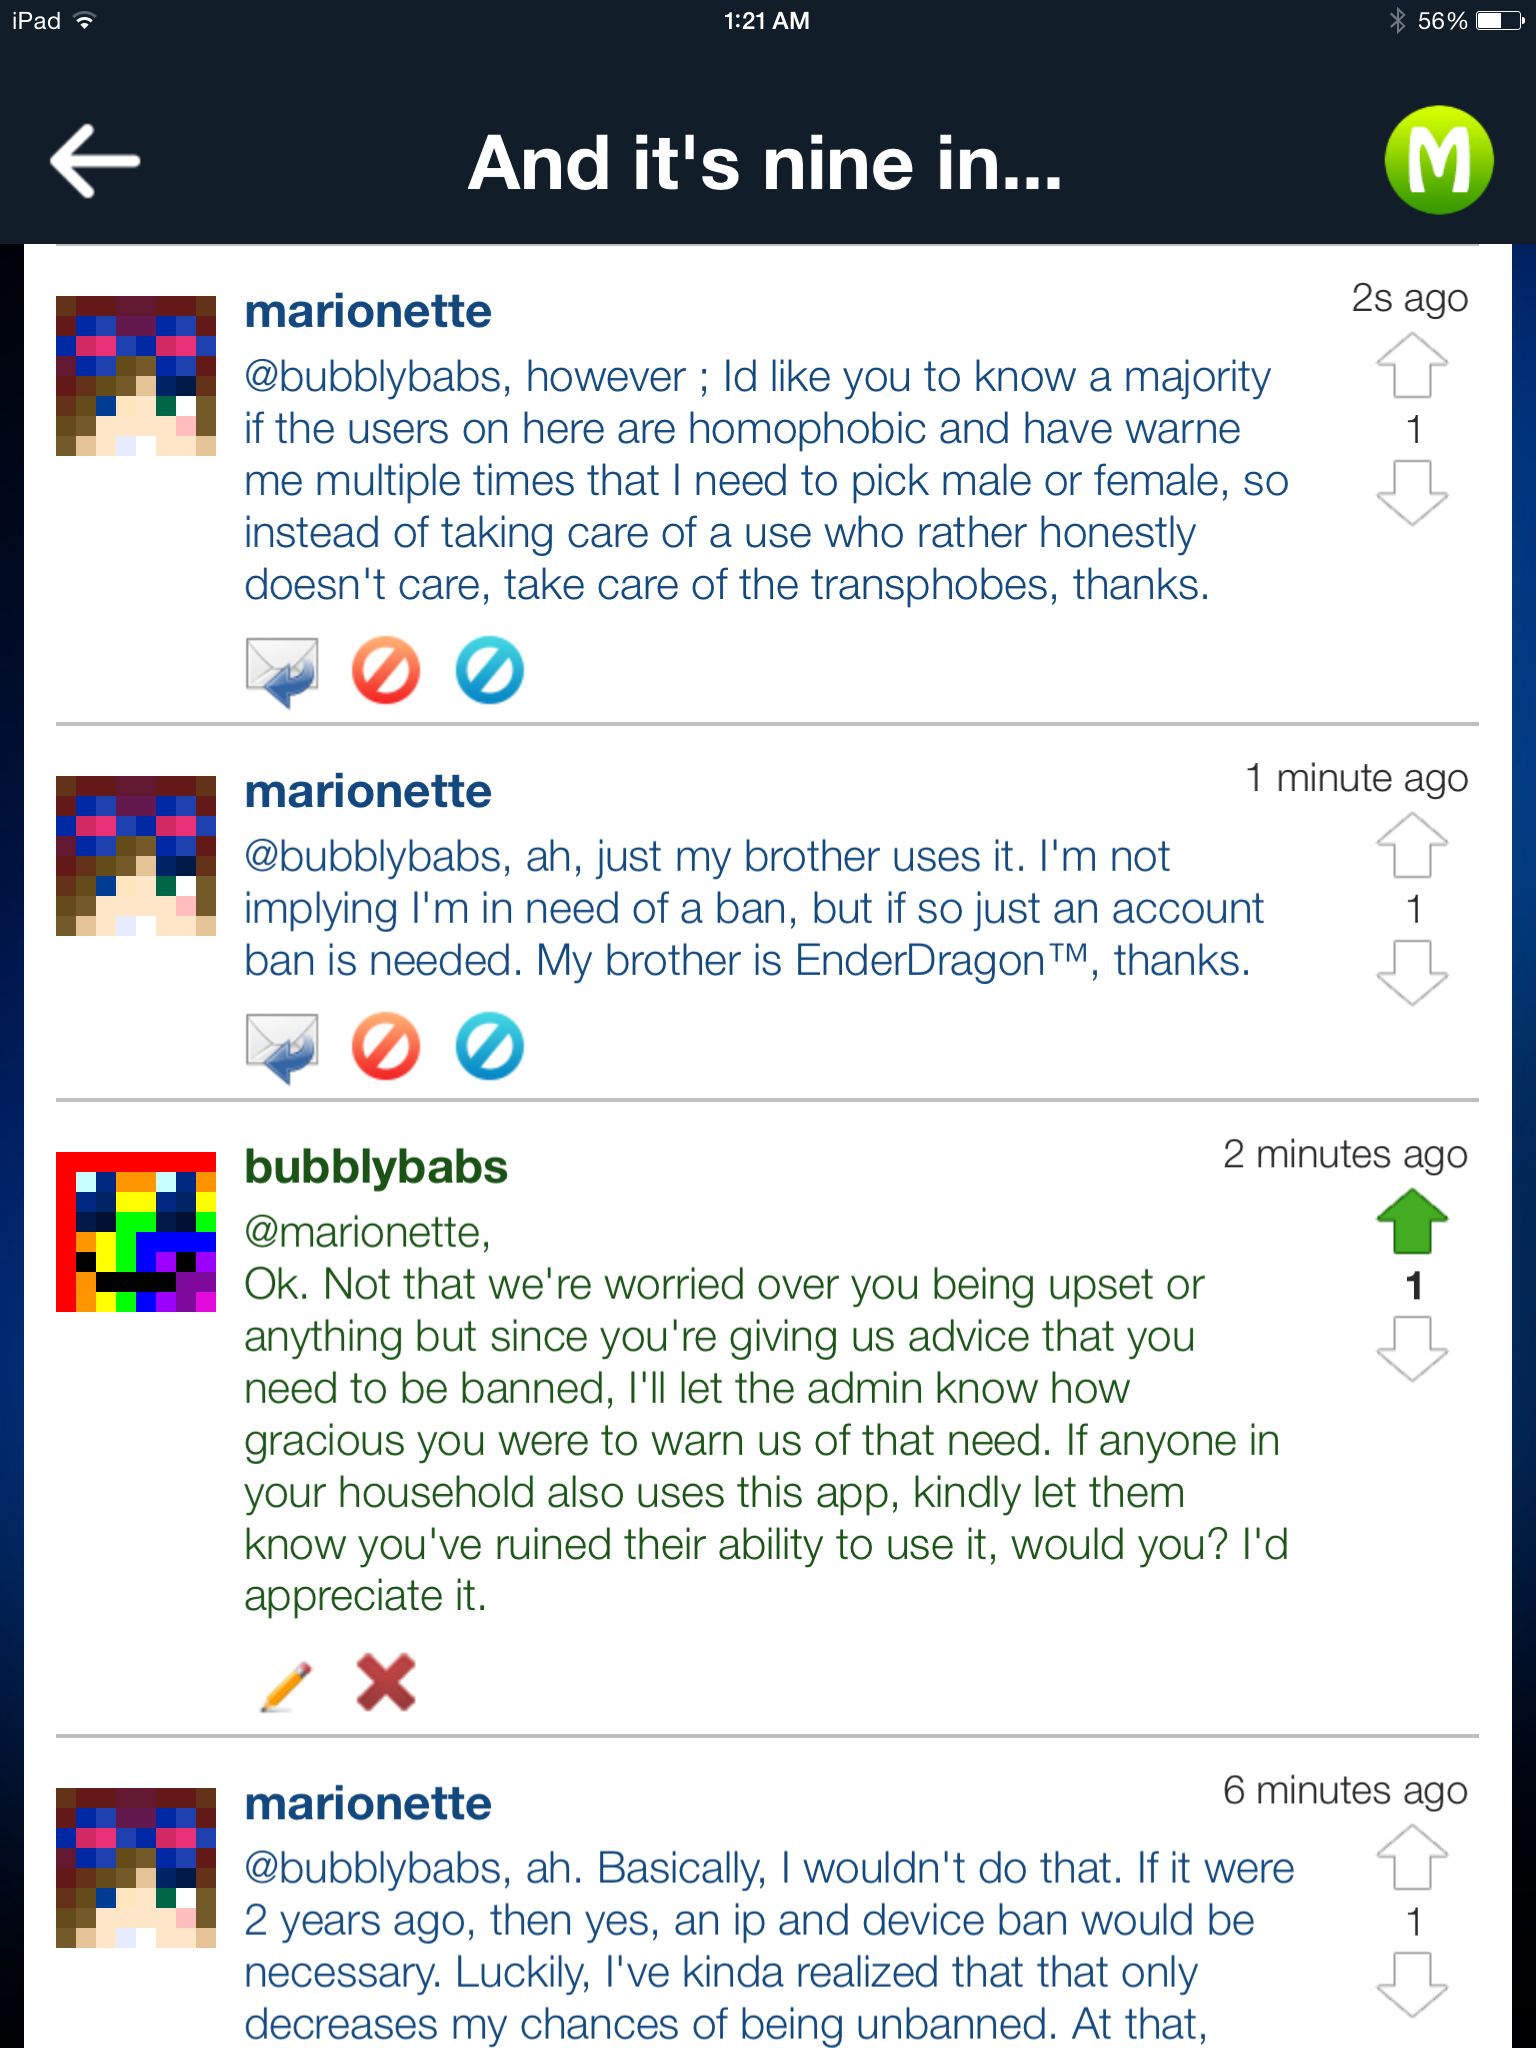 iPad 1:21 AM 56%
And it's nine in...
M
marionette 2s ago
@bubblybabs, however ; Id like you to know a majority
if the users on here are homophobic and have warne
me multiple times that I need to pick male or female, so
instead of taking care of a use who rather honestly
doesn't care, take care of the transphobes, thanks.
1
marionette 1 minute ago
@bubblybabs, ah, just my brother uses it. I'm not
implying I'm in need of a ban, but if so just an account
ban is needed. My brother is EnderDragon™, thanks.
1
bubblybabs 2 minutes ago
@marionette,
Ok. Not that we're worried over you being upset or
anything but since you're giving us advice that you
need to be banned, I'll let the admin know how
gracious you were to warn us of that need. If anyone in
your household also uses this app, kindly let them
know you've ruined their ability to use it, would you? I'd
appreciate it.
1
marionette 6 minutes ago
@bubblybabs, ah. Basically, I wouldn't do that. If it were
2 years ago, then yes, an ip and device ban would be
necessary. Luckily, I've kinda realized that that only
decreases my chances of being unbanned. At that,
1